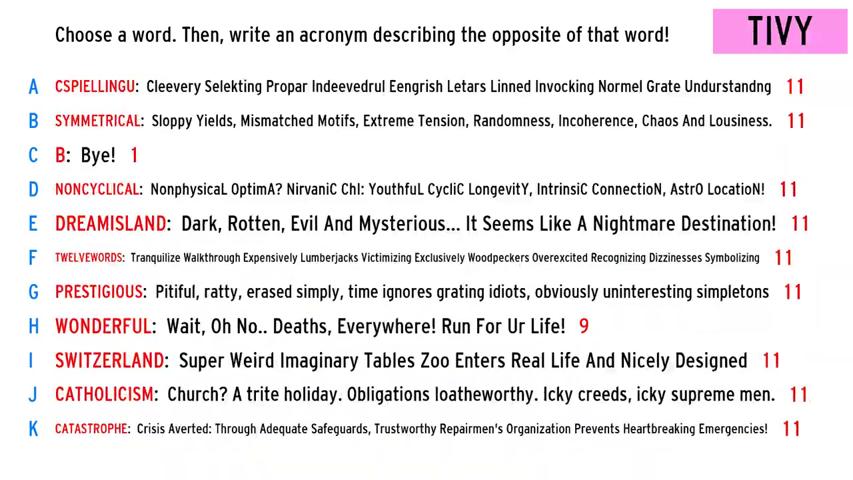 Choose a word. Then, write an acronym describing the opposite of that word!
TIVY
A CSPIELLINGU: Cleevery Selekting Propar Indeevedrul Eengrish Letars Linned Invocking Normel Grate Undurstandng 11
B SYMMETRICAL: Sloppy Yields, Mismatched Motifs, Extreme Tension, Randomness, Incoherence, Chaos And Lousiness. 11
C B: Bye! 1
D NONCYCLICAL: NonphysicaL OptimA? NirvaniC ChI: YouthfuL CycliC LongevitY, IntrinsiC ConnectioN, AstrO LocatioN! 11
E DREAMISLAND: Dark, Rotten, Evil And Mysterious... It Seems Like A Nightmare Destination! 11
F TWELVEWORDS: Tranquilize Walkthrough Expensively Lumberjacks Victimizing Exclusively Woodpeckers Overexcited Recognizing Dizzinesses Symbolizing 11
G PRESTIGIOUS: Pitiful, ratty, erased simply, time ignores grating idiots, obviously uninteresting simpletons 11
H WONDERFUL: Wait, Oh No.. Deaths, Everywhere! Run For Ur Life! 9
I SWITZERLAND: Super Weird Imaginary Tables Zoo Enters Real Life And Nicely Designed 11
J CATHOLICISM: Church? A trite holiday. Obligations loatheworthy. Icky creeds, icky supreme men. 11
K CATASTROPHE: Crisis Averted: Through Adequate Safeguards, Trustworthy Repairmen's Organization Prevents Heartbreaking Emergencies! 11